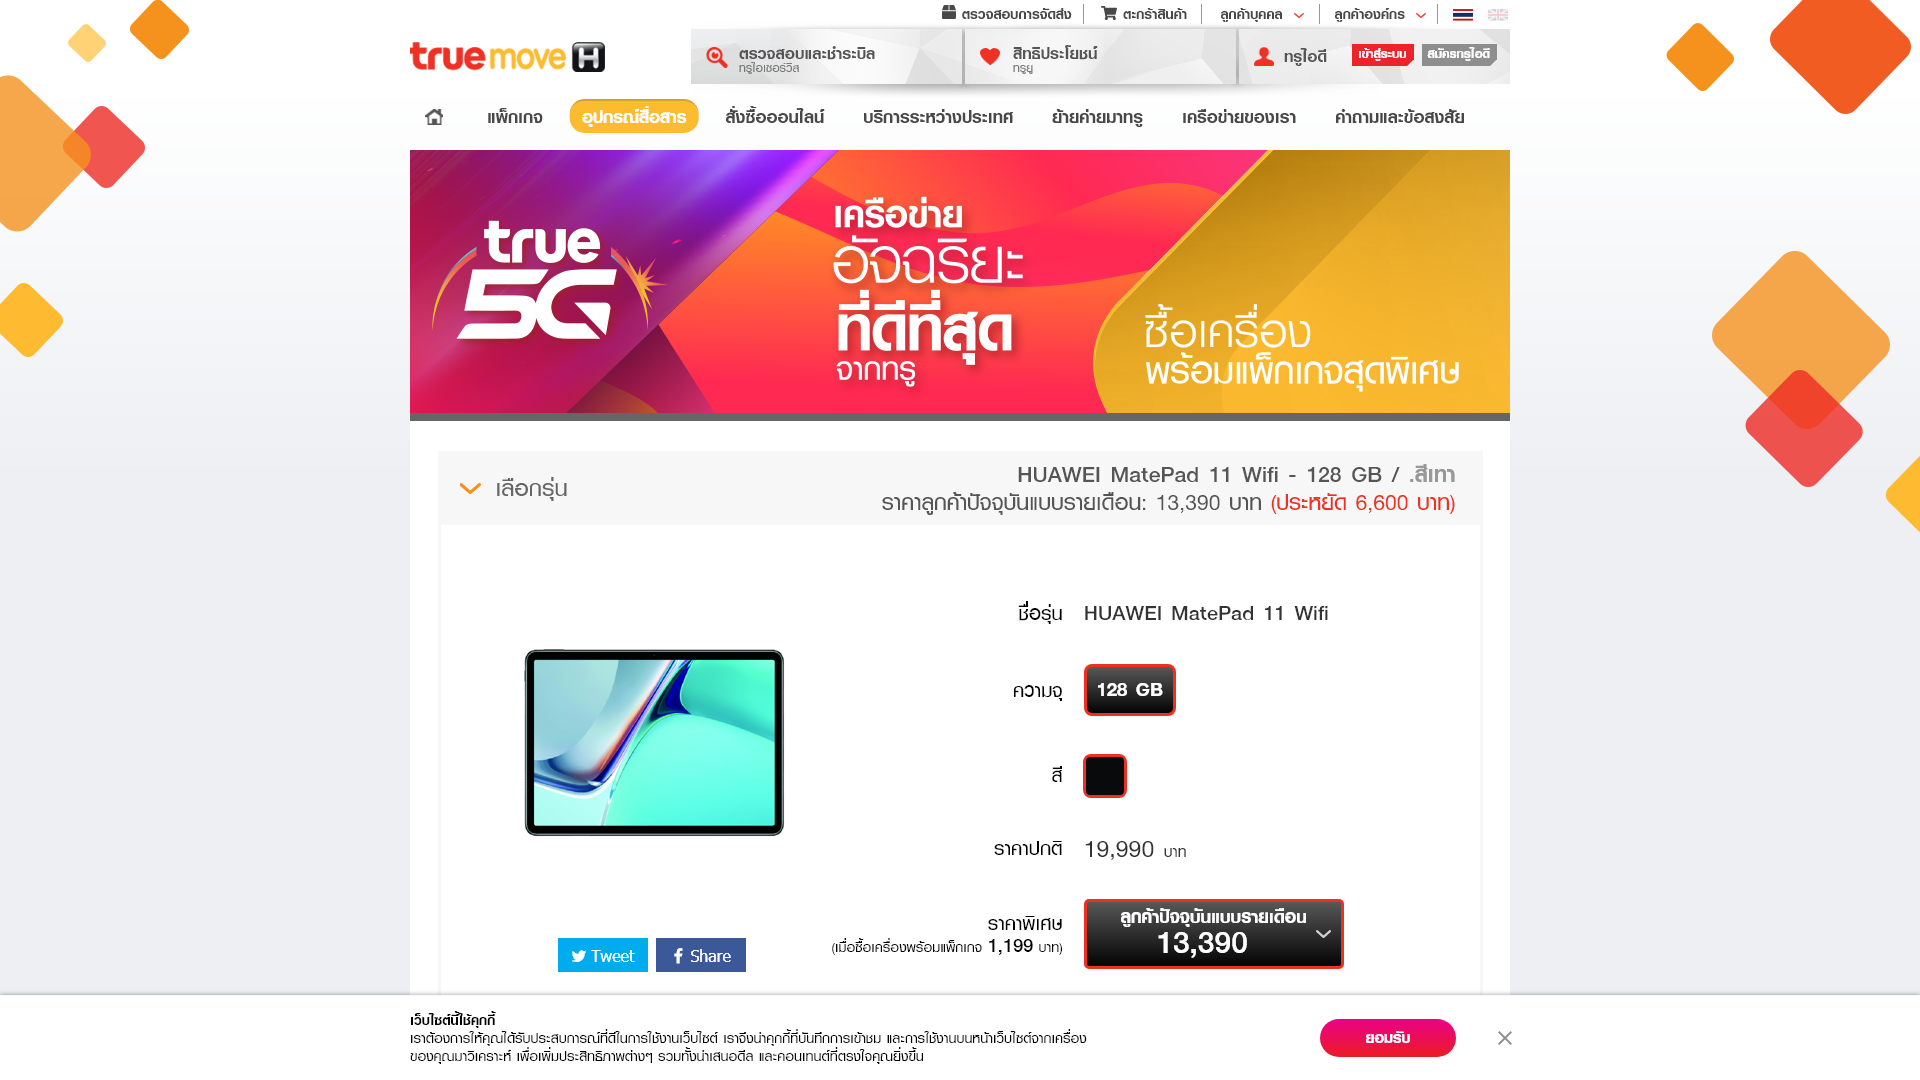 ตรวจสอบการจัดส่ง
ตะกร้าสินค้า
ลูกค้าบุคคล
ลูกค้าองค์กร
true move H
ตรวจสอบและชำระบิล
ทรูไอเซอร์วิส
สิทธิประโยชน์
ทรูยู
ทรูไอดี
เข้าสู่ระบบ
สมัครทรูไอดี
แพ็กเกจ
อุปกรณ์สื่อสาร
สั่งซื้อออนไลน์
บริการระหว่างประเทศ
ย้ายค่ายมาทรู
เครือข่ายของเรา
คำถามและข้อสงสัย
true
5G
เครือข่าย
อัจฉริยะ
ที่ดีที่สุด
จากทรู
ซื้อเครื่อง
พร้อมแพ็กเกจสุดพิเศษ
เลือกรุ่น
HUAWEI MatePad 11 Wifi - 128 GB / .สีเทา
ราคาลูกค้าปัจจุบันแบบรายเดือน: 13,390 บาท (ประหยัด 6,600 บาท)
ชื่อรุ่น HUAWEI MatePad 11 Wifi
ความจุ 128 GB
สี
ราคาปกติ 19,990 บาท
ราคาพิเศษ
(เมื่อซื้อเครื่องพร้อมแพ็กเกจ 1,199 บาท)
ลูกค้าปัจจุบันแบบรายเดือน
13,390
Tweet
Share
เว็บไซต์นี้ใช้คุกกี้
เราต้องการให้คุณได้รับประสบการณ์ที่ดีในการใช้งานเว็บไซต์ เราจึงนำคุกกี้ที่บันทึกการเข้าชม และการใช้งานบนหน้าเว็บไซต์จากเครื่อง
ของคุณมาวิเคราะห์ เพื่อเพิ่มประสิทธิภาพต่างๆ รวมทั้งนำเสนอดีล และคอนเทนต์ที่ตรงใจคุณยิ่งขึ้น
ยอมรับ